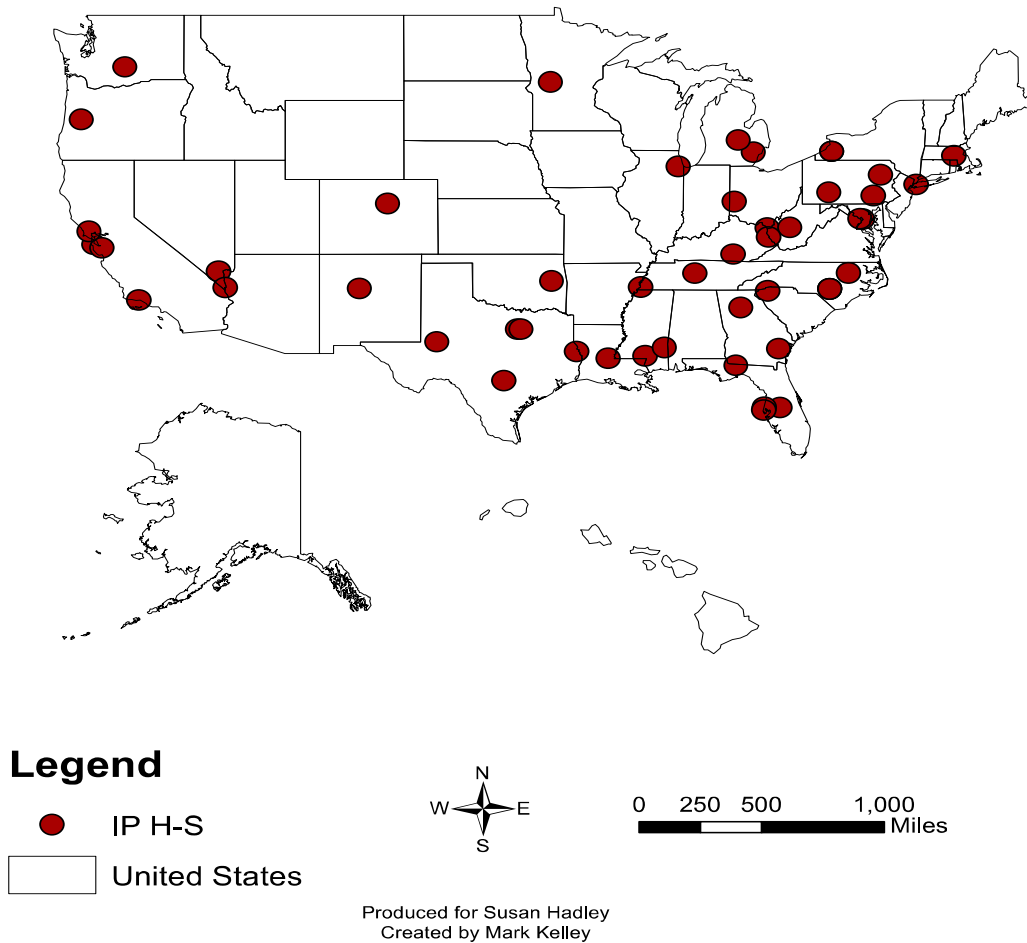 Legend
IP H-S
United States
N
W E
S
0 250 500 1,000
Miles
Produced for Susan Hadley
Created by Mark Kelley